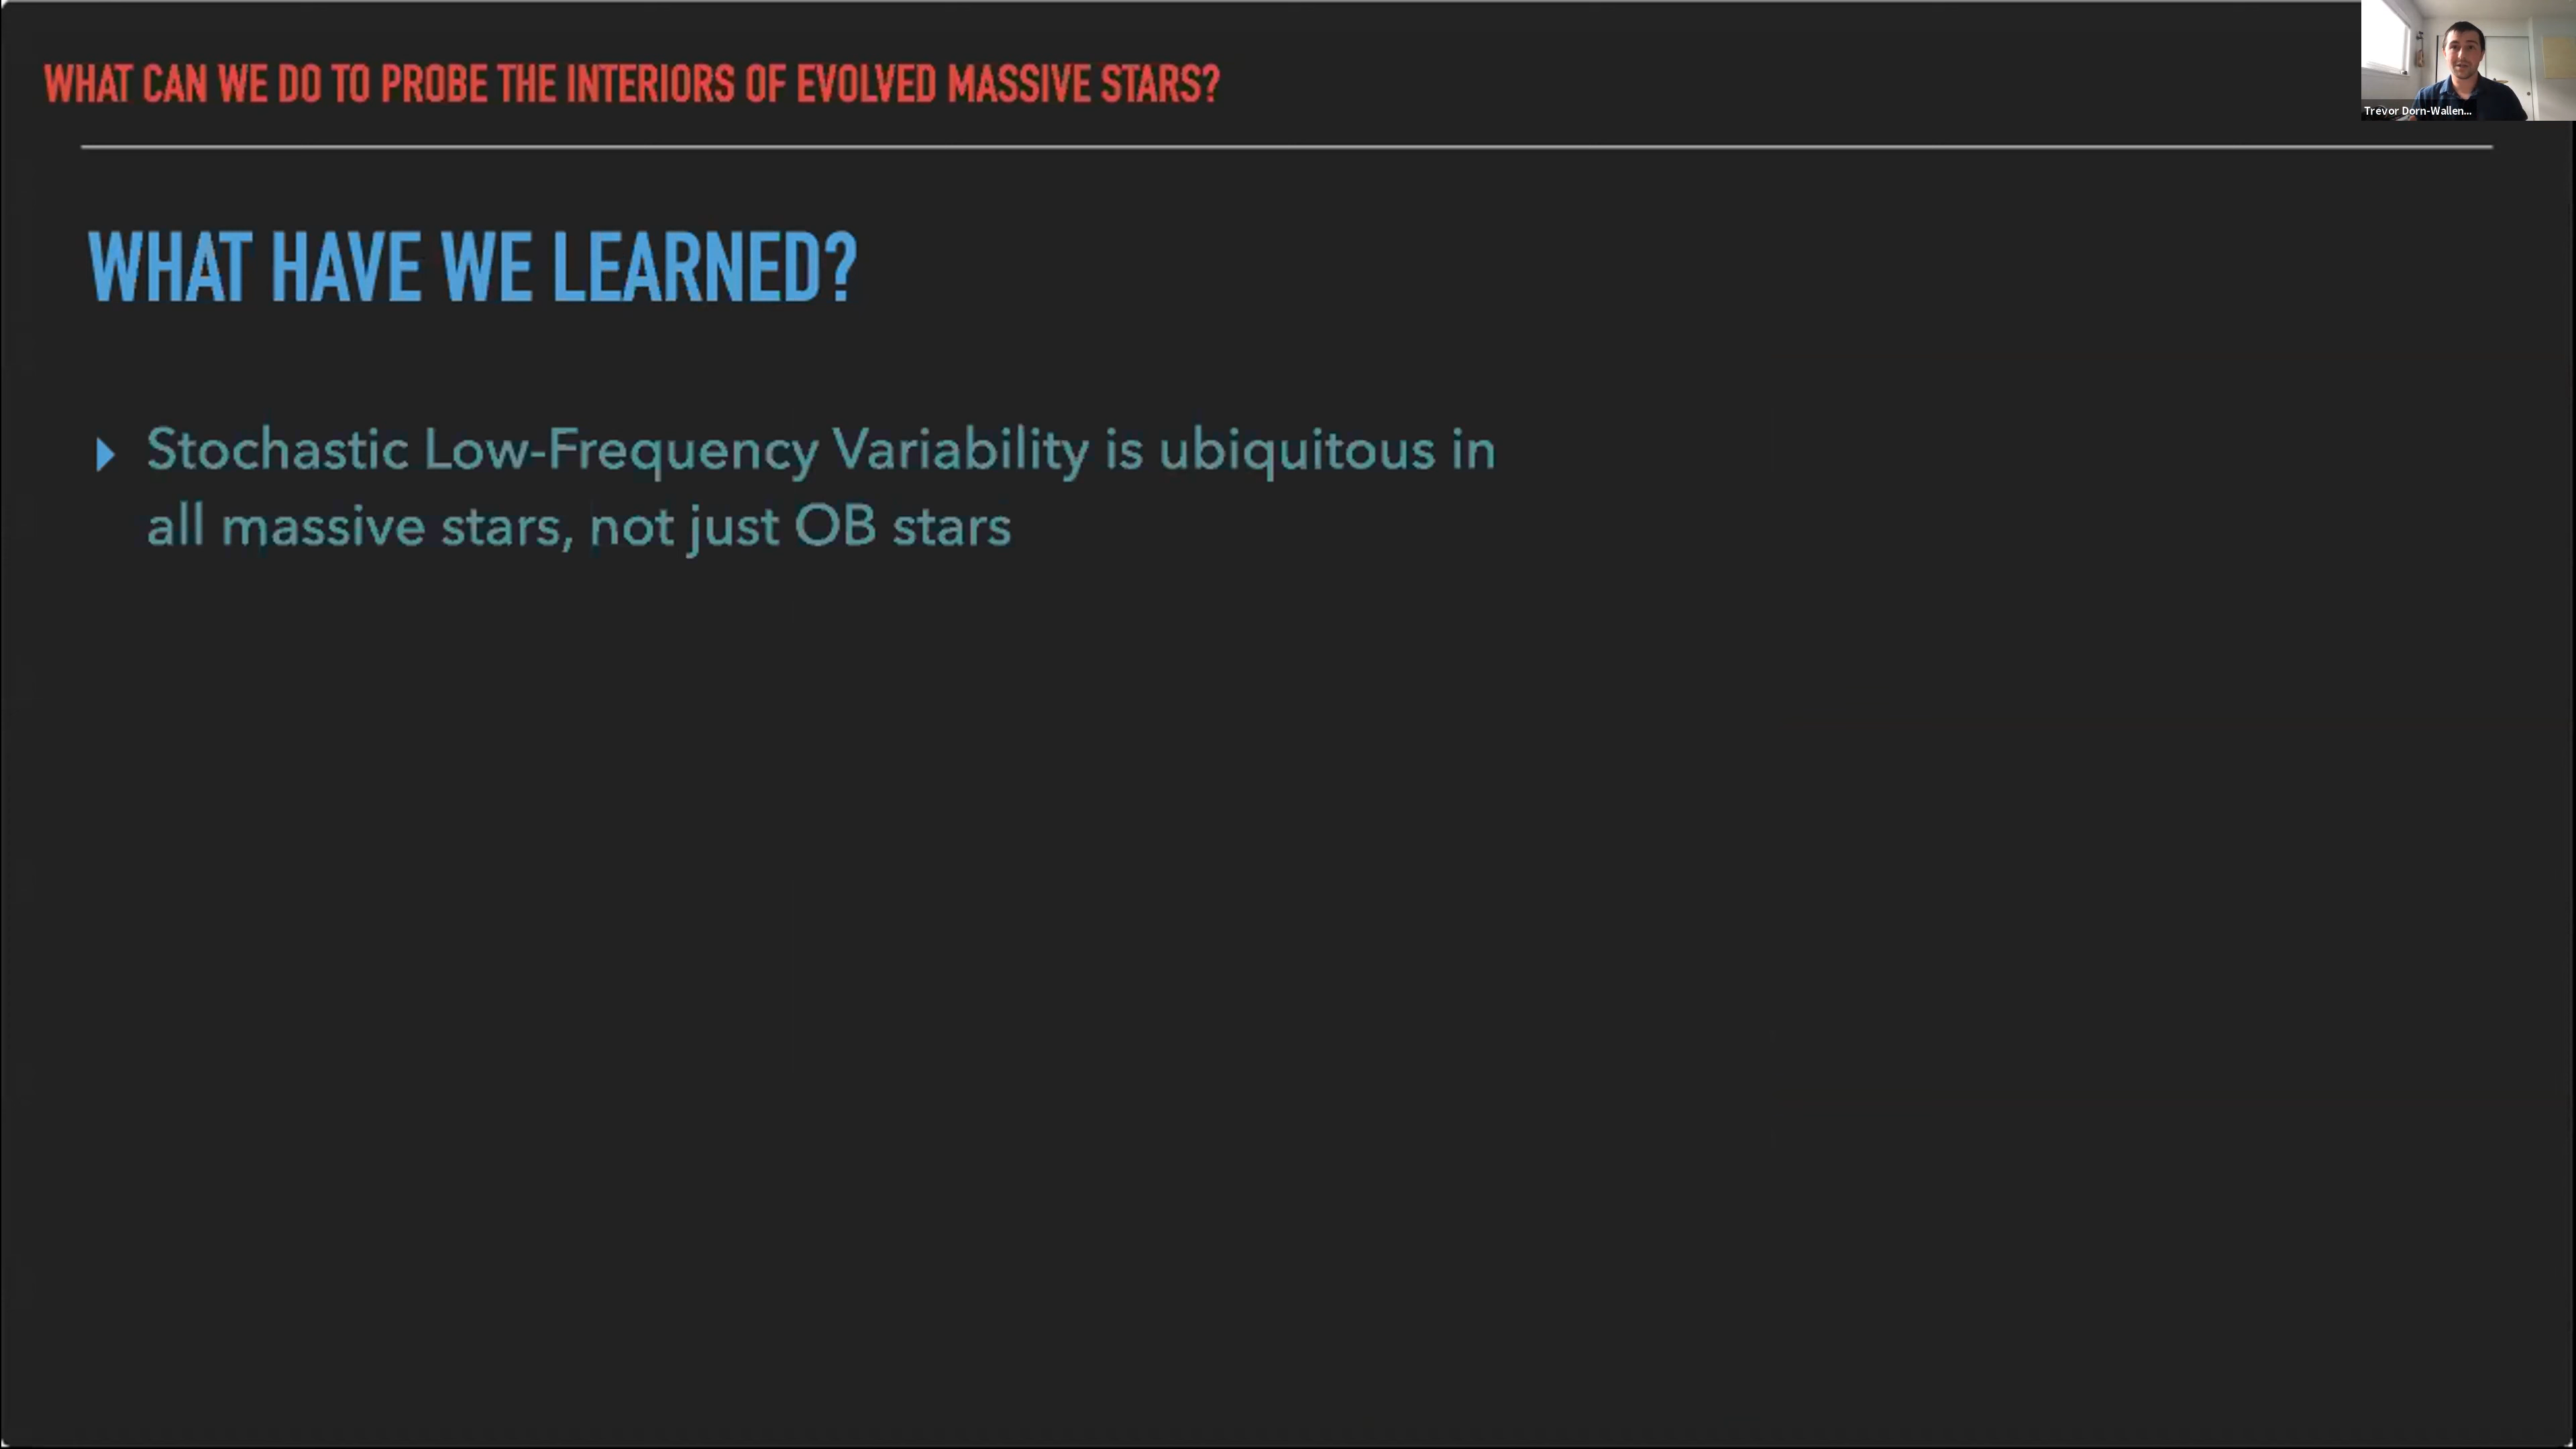 WHAT CAN WE DO TO PROBE THE INTERIORS OF EVOLVED MASSIVE STARS?
Trevor Dorn-Wallen...
WHAT HAVE WE LEARNED?
Stochastic Low-Frequency Variability is ubiquitous in
all massive stars, not just OB stars